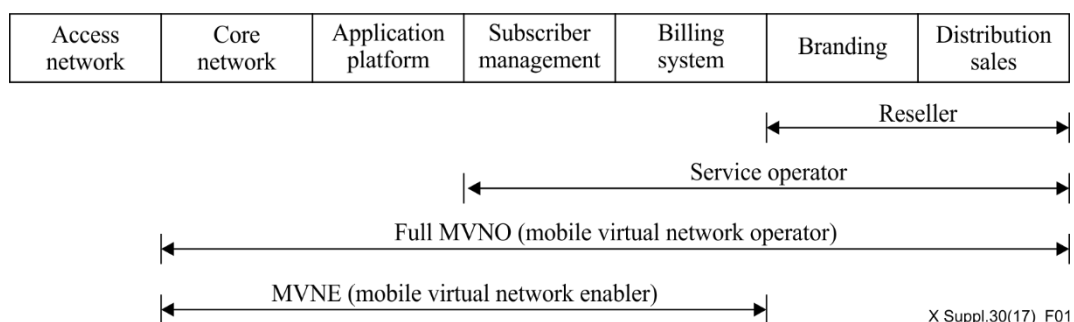 Access
network
Core
network
Application
platform
Subscriber
management
Billing
system
Branding
Distribution
sales
Reseller
Service operator
Full MVNO (mobile virtual network operator)
MVNE (mobile virtual network enabler)
X Suppl.30(17)_F01